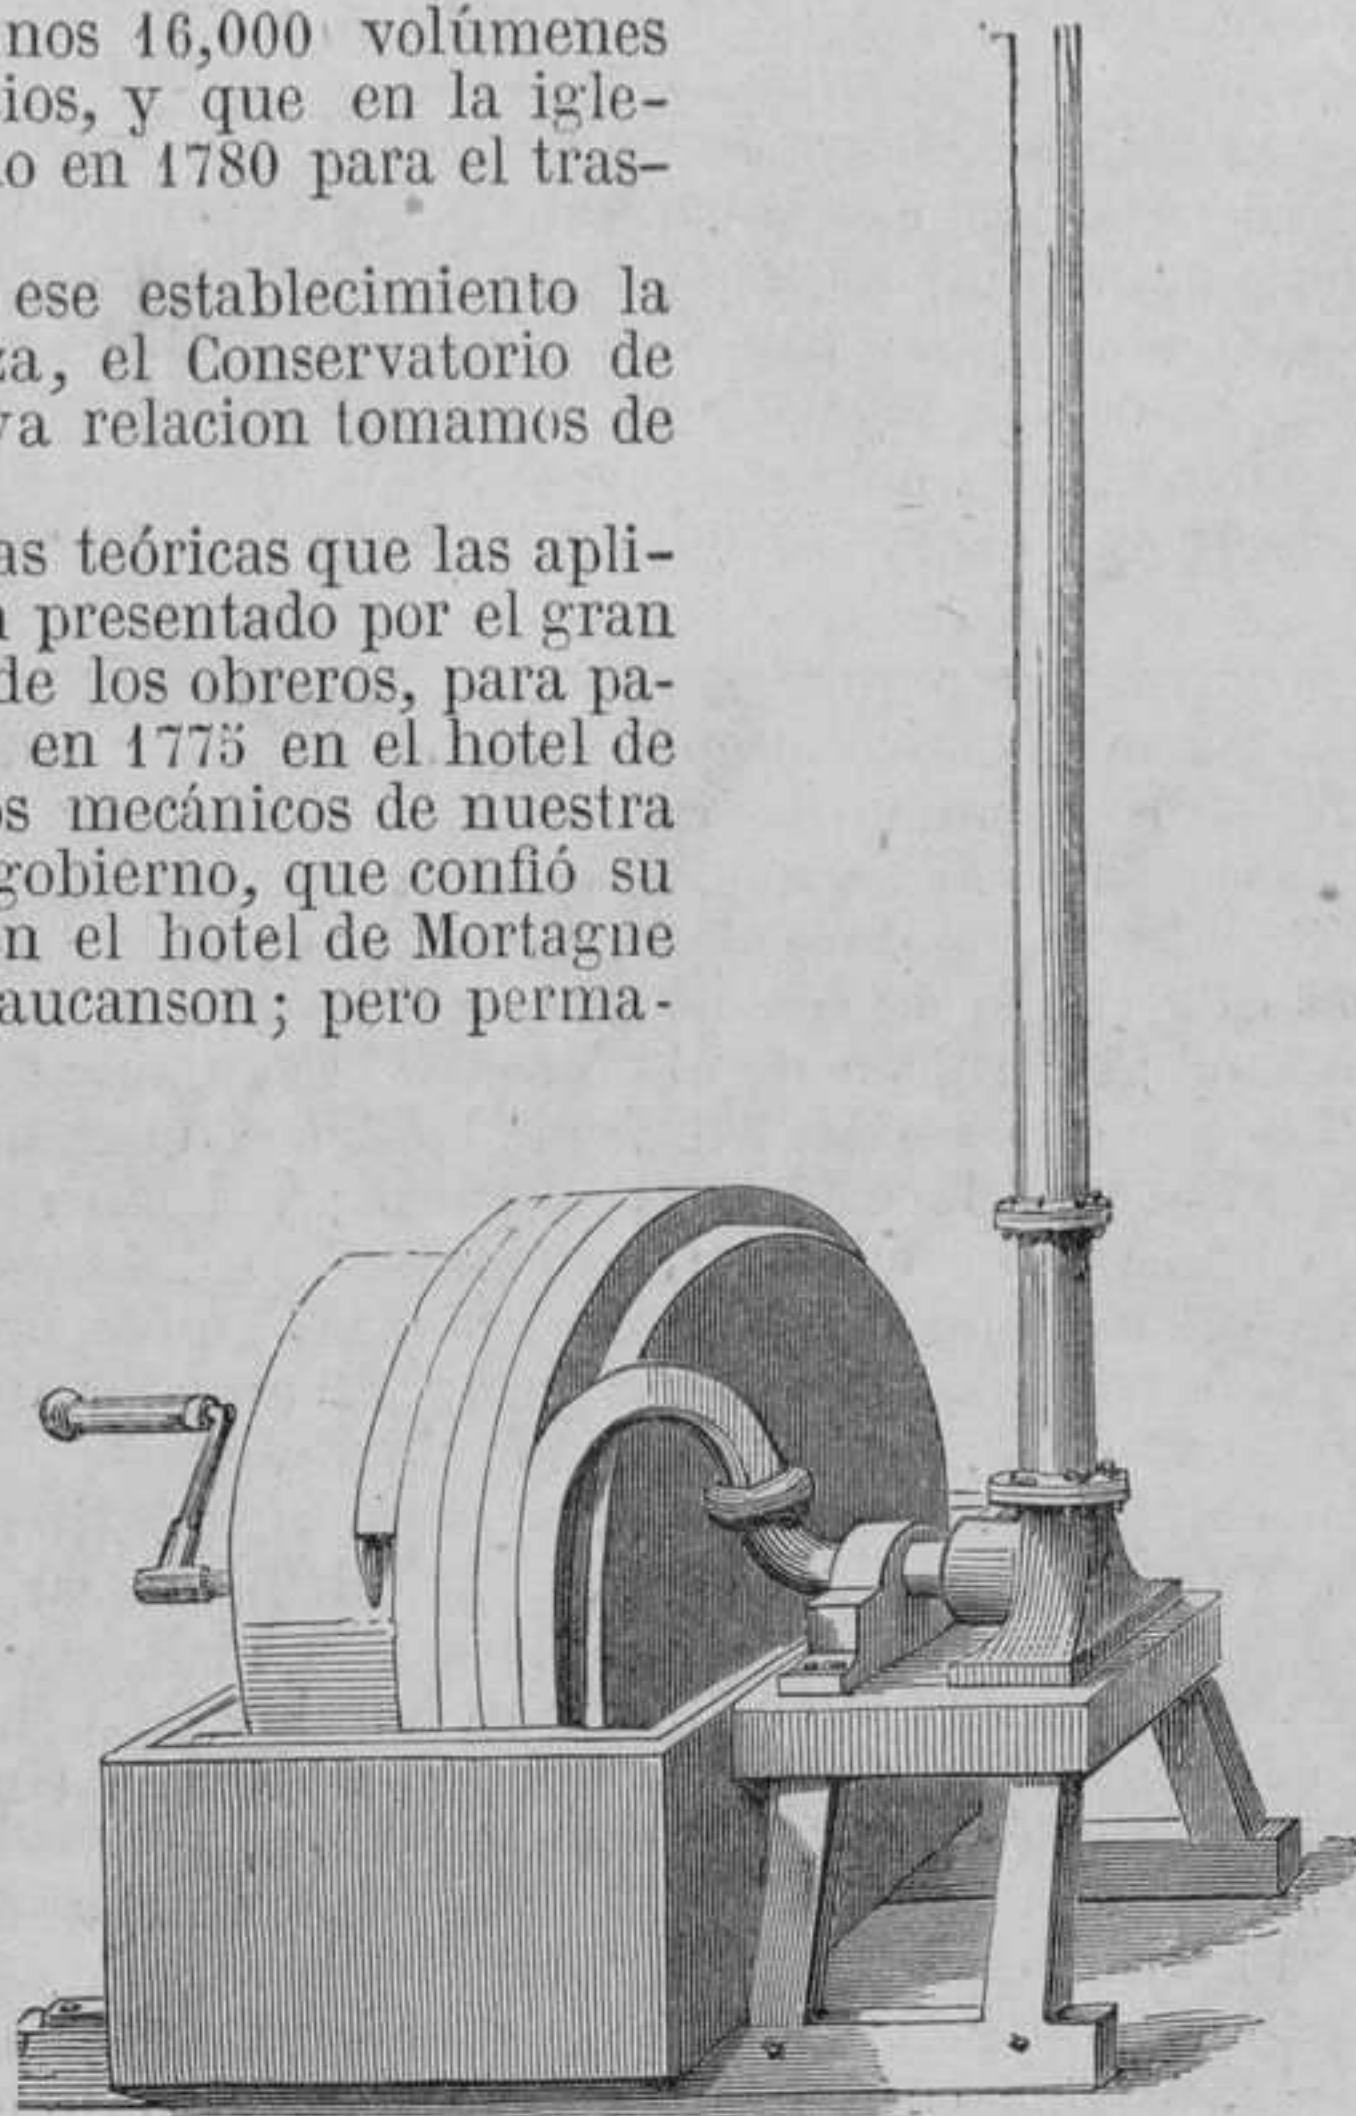 nos 16,000 volúmenes
ios, y que en la igle-
o en 1780 para el tras-
ese establecimiento la
za, el Conservatorio de
ya relacion tomamos de
as teóricas que las apli-
presentado por el gran
de los obreros, para pa-
en 1775 en el hotel de
os mecánicos de nuestra
gobierno, que confió su
n el hotel de Mortagne
aucanson; pero perma-